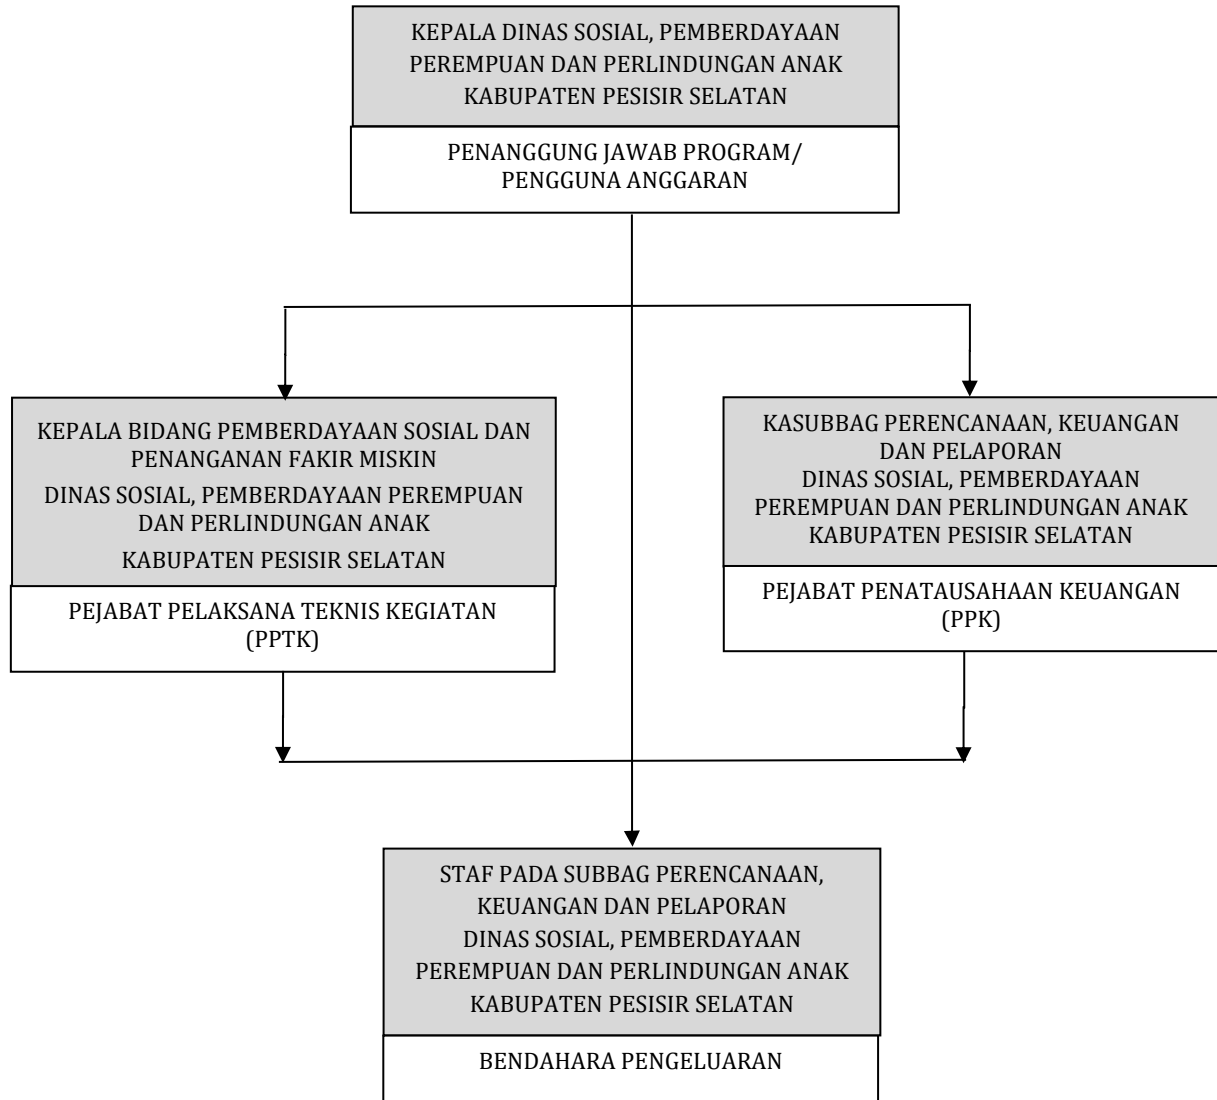 KEPALA DINAS SOSIAL, PEMBERDAYAAN
PEREMPUAN DAN PERLINDUNGAN ANAK
KABUPATEN PESISIR SELATAN
PENANGGUNG JAWAB PROGRAM/
PENGGUNA ANGGARAN
KEPALA BIDANG PEMBERDAYAAN SOSIAL DAN
PENANGANAN FAKIR MISKIN
DINAS SOSIAL, PEMBERDAYAAN PEREMPUAN
DAN PERLINDUNGAN ANAK
KABUPATEN PESISIR SELATAN
PEJABAT PELAKSANA TEKNIS KEGIATAN
(PPTK)
KASUBBAG PERENCANAAN, KEUANGAN
DAN PELAPORAN
DINAS SOSIAL, PEMBERDAYAAN
PEREMPUAN DAN PERLINDUNGAN ANAK
KABUPATEN PESISIR SELATAN
PEJABAT PENATAUSAHAAN KEUANGAN
(PPK)
STAF PADA SUBBAG PERENCANAAN,
KEUANGAN DAN PELAPORAN
DINAS SOSIAL, PEMBERDAYAAN
PEREMPUAN DAN PERLINDUNGAN ANAK
KABUPATEN PESISIR SELATAN
BENDAHARA PENGELUARAN